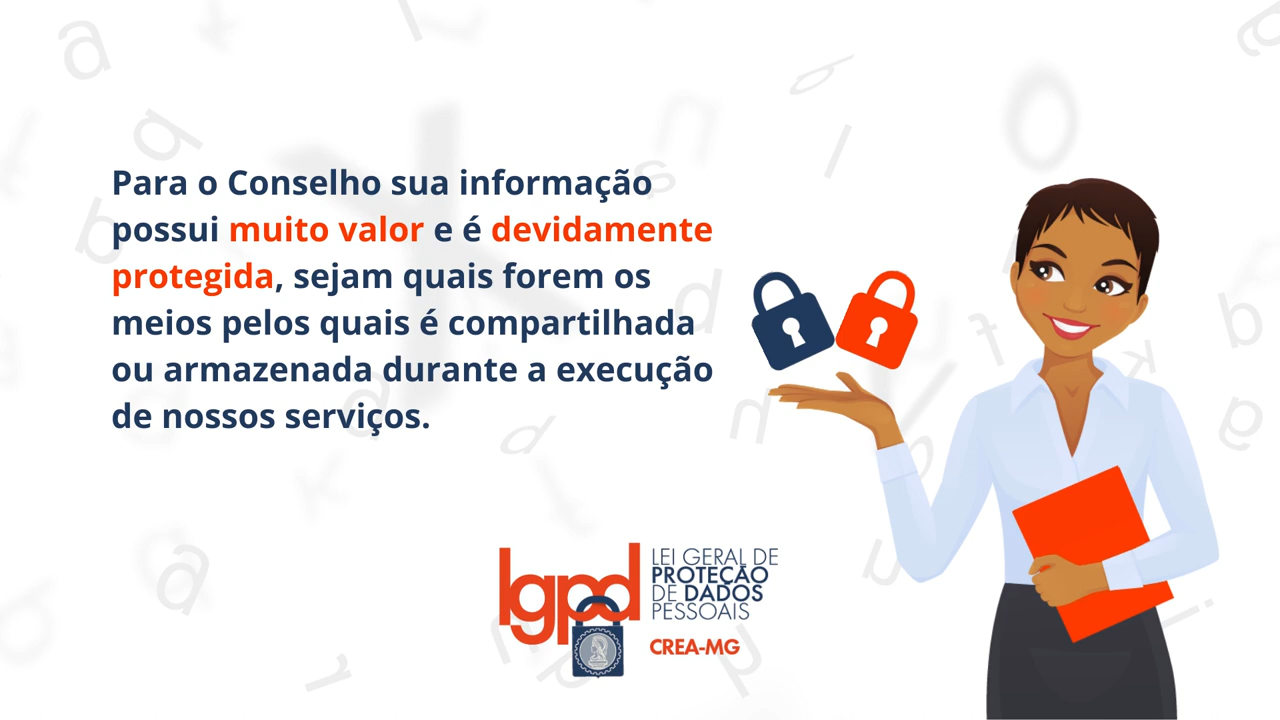 Para o Conselho sua informação
possui muito valor e é devidamente
protegida, sejam quais forem os
meios pelos quais é compartilhada
ou armazenada durante a execução
de nossos serviços.
lgpd
LEI GERAL DE
PROTEÇÃO
DE DADOS
PESSOAIS
CREA-MG